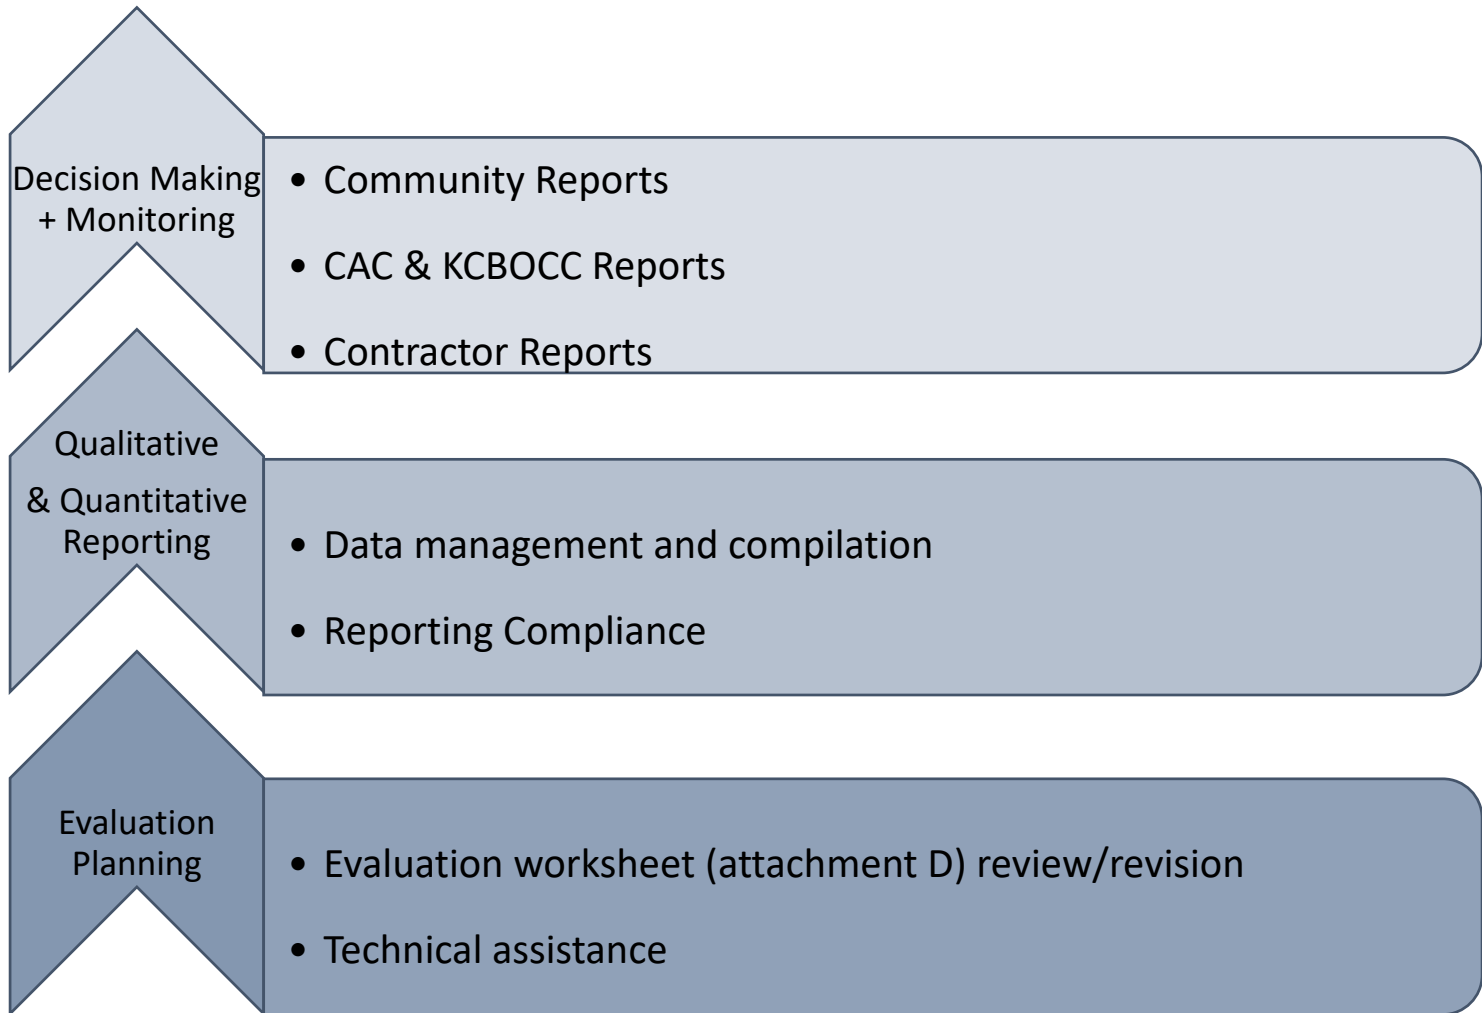 Decision Making
+ Monitoring
• Community Reports
• CAC & KCBOCC Reports
• Contractor Reports
Qualitative
& Quantitative
Reporting
• Data management and compilation
• Reporting Compliance
Evaluation
Planning
• Evaluation worksheet (attachment D) review/revision
• Technical assistance